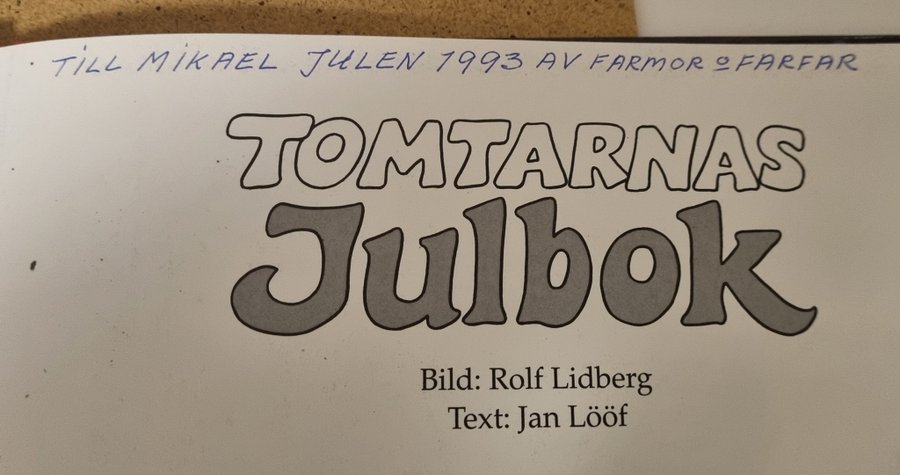 TILL MIKAEL JULEN 1993 AV FARMOR o FARFAR
TOMTARNAS
Julbok
Bild: Rolf Lidberg
Text: Jan Lööf